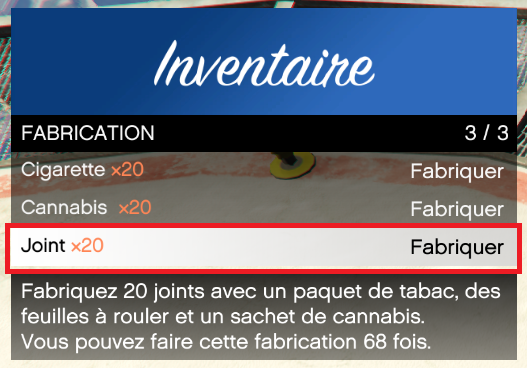 Inventaire
FABRICATION 3 / 3
Cigarette x20 Fabriquer
Cannabis x20 Fabriquer
Joint x20 Fabriquer
Fabriquez 20 joints avec un paquet de tabac, des
feuilles à rouler et un sachet de cannabis.
Vous pouvez faire cette fabrication 68 fois.